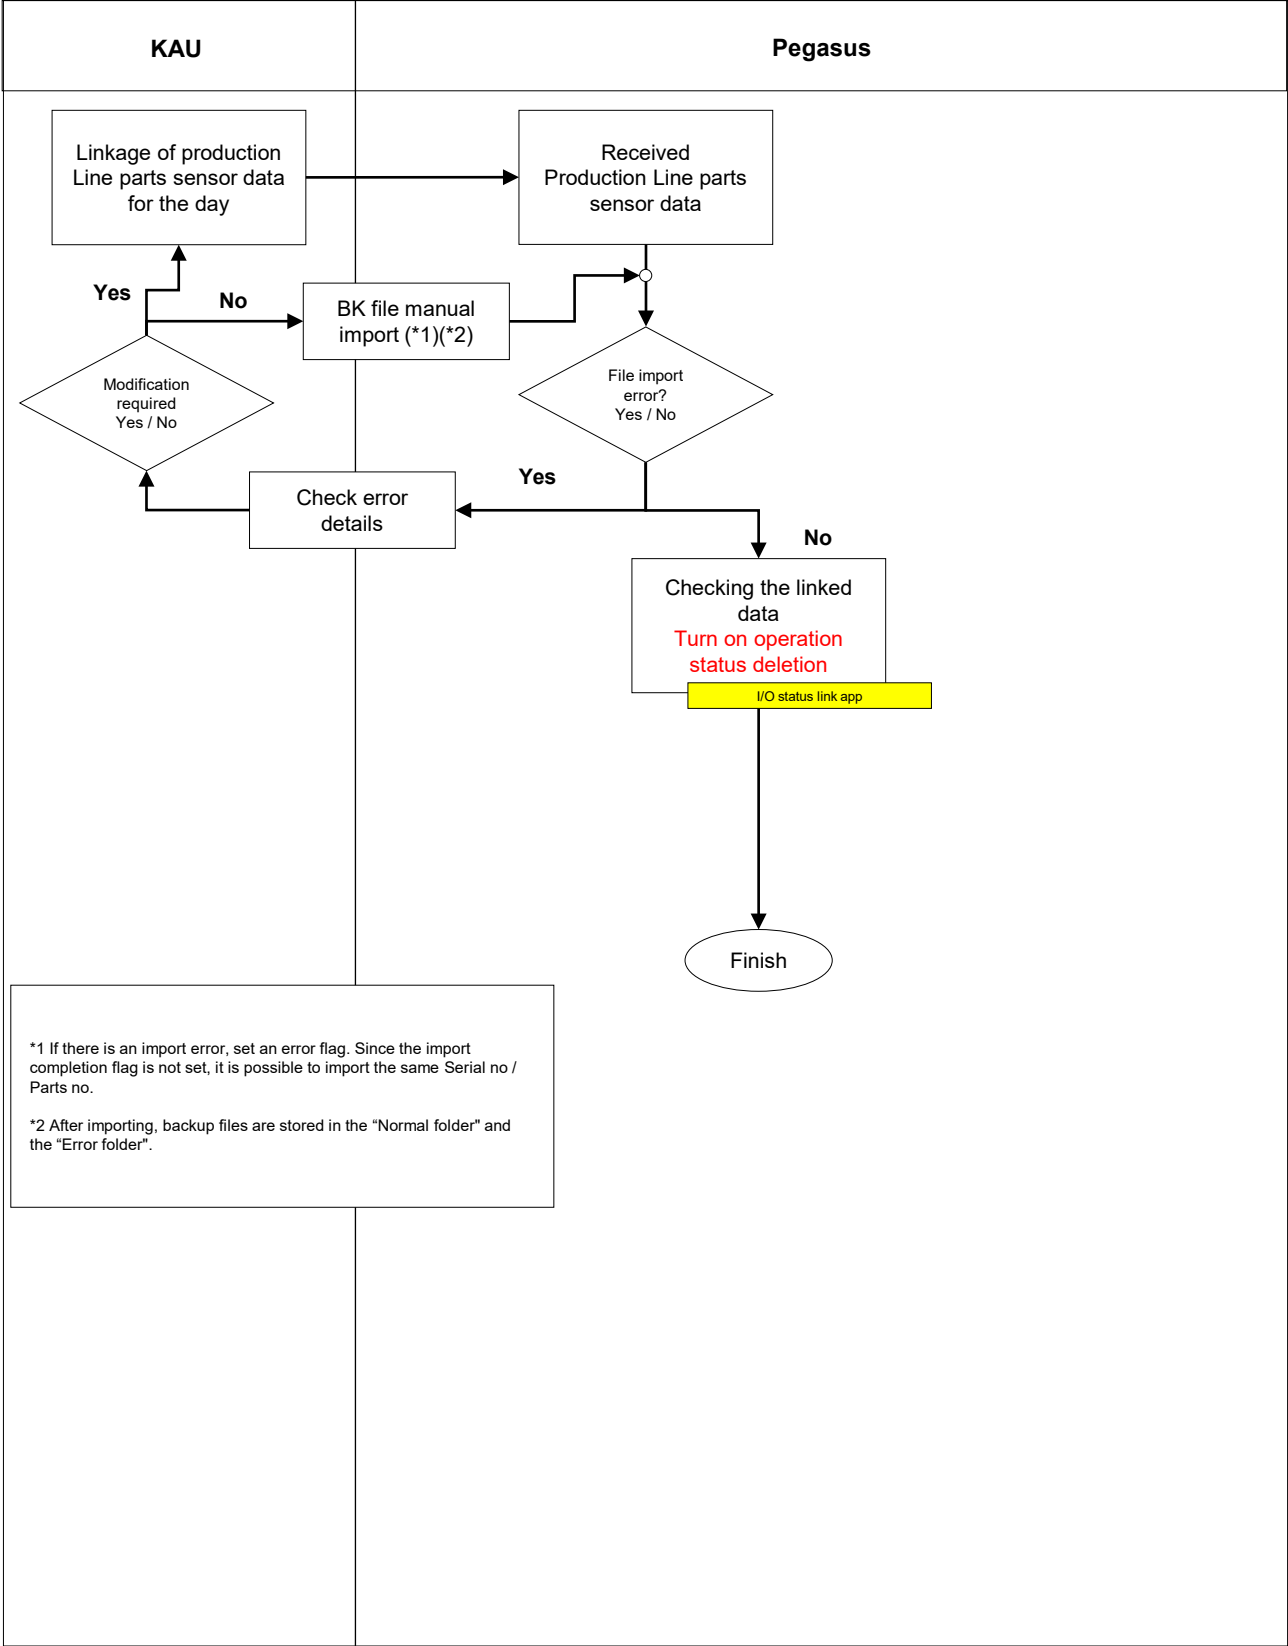 KAU
Pegasus
Linkage of production
Line parts sensor data
for the day
Received
Production Line parts
sensor data
Yes
No
BK file manual
import (*1)(*2)
Modification
required
Yes / No
File import
error?
Yes / No
Yes
Check error
details
No
Checking the linked
data
Turn on operation
status deletion
I/O status link app
Finish
*1 If there is an import error, set an error flag. Since the import
completion flag is not set, it is possible to import the same Serial no /
Parts no.
*2 After importing, backup files are stored in the “Normal folder" and
the “Error folder".